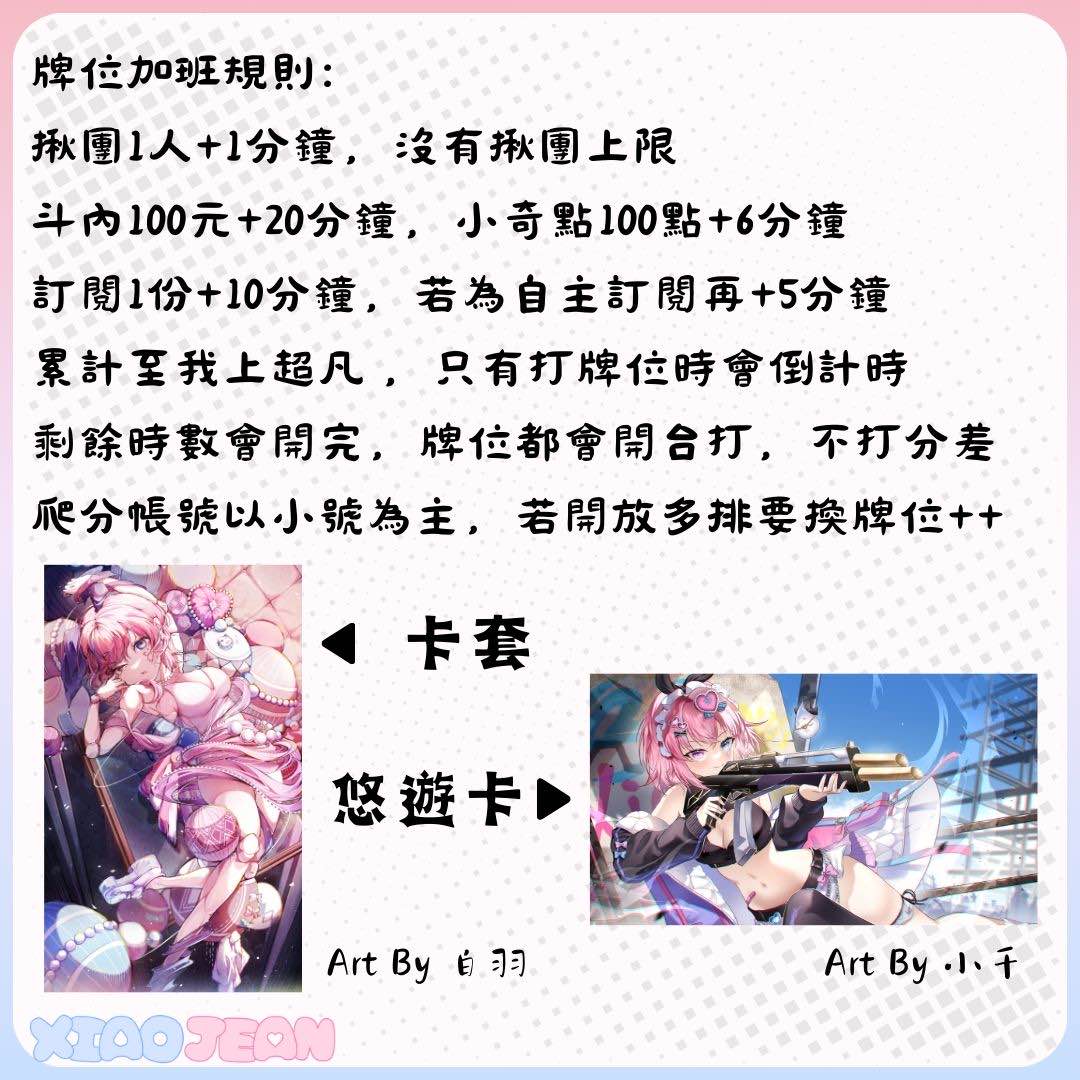 牌位加班規則：
揪團1人+1分鐘，沒有揪團上限
斗內100元+20分鐘，小奇點100點+6分鐘
訂閱1份+10分鐘，若為自主訂閱再+5分鐘
累計至我上超凡，只有打牌位時會倒計時
剩餘時數會開完，牌位都會開台打，不打分差
爬分帳號以小號為主，若開放多排要換牌位++
◀ 卡套
悠遊卡▶
Art By 白羽
Art By 小千
XIAOJEAN